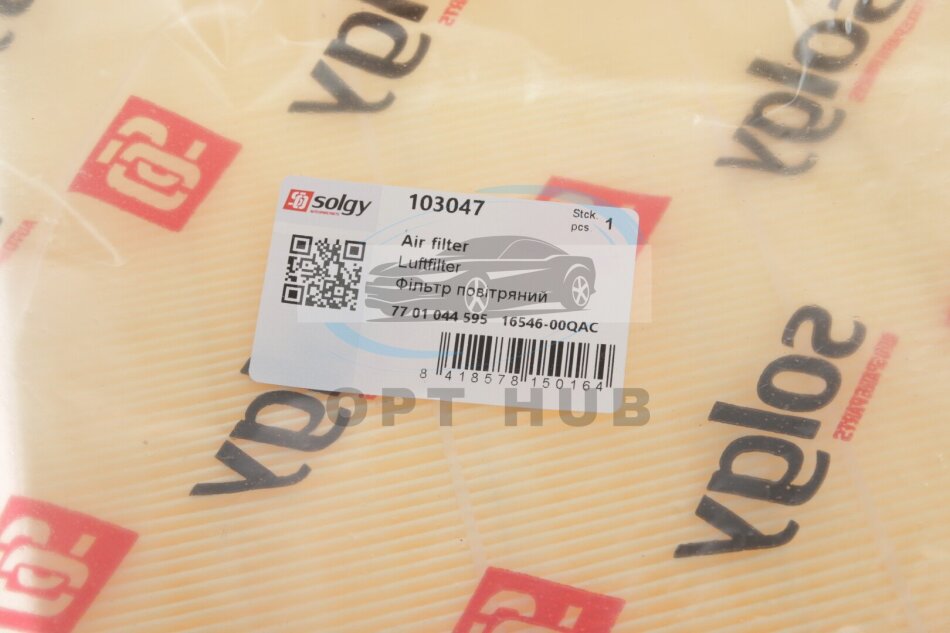 solgy
solgy
solgy
103047
Stck.
pcs. 1
Air filter
Luftfilter
Фільтр повітряний
77 01 044 595 16546-00QAC
8 418578 150164
OPT HUB
solgy
solgy